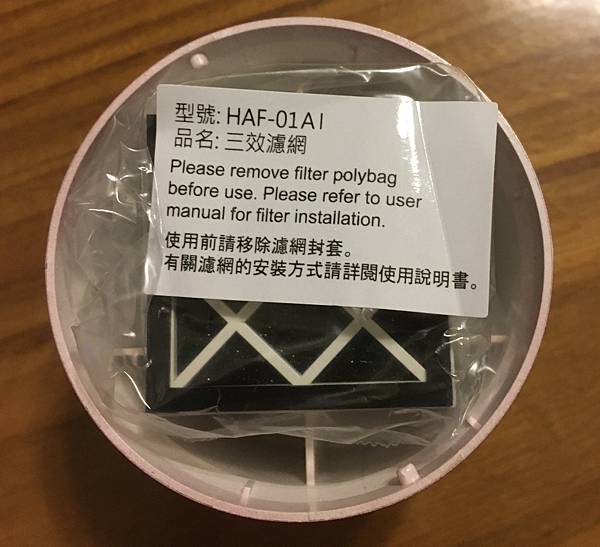 型號: HAF-01A1
品名: 三效濾網
Please remove filter polybag
before use. Please refer to user
manual for filter installation.
使用前請移除濾網封套。
有關濾網的安裝方式請詳閱使用說明書。